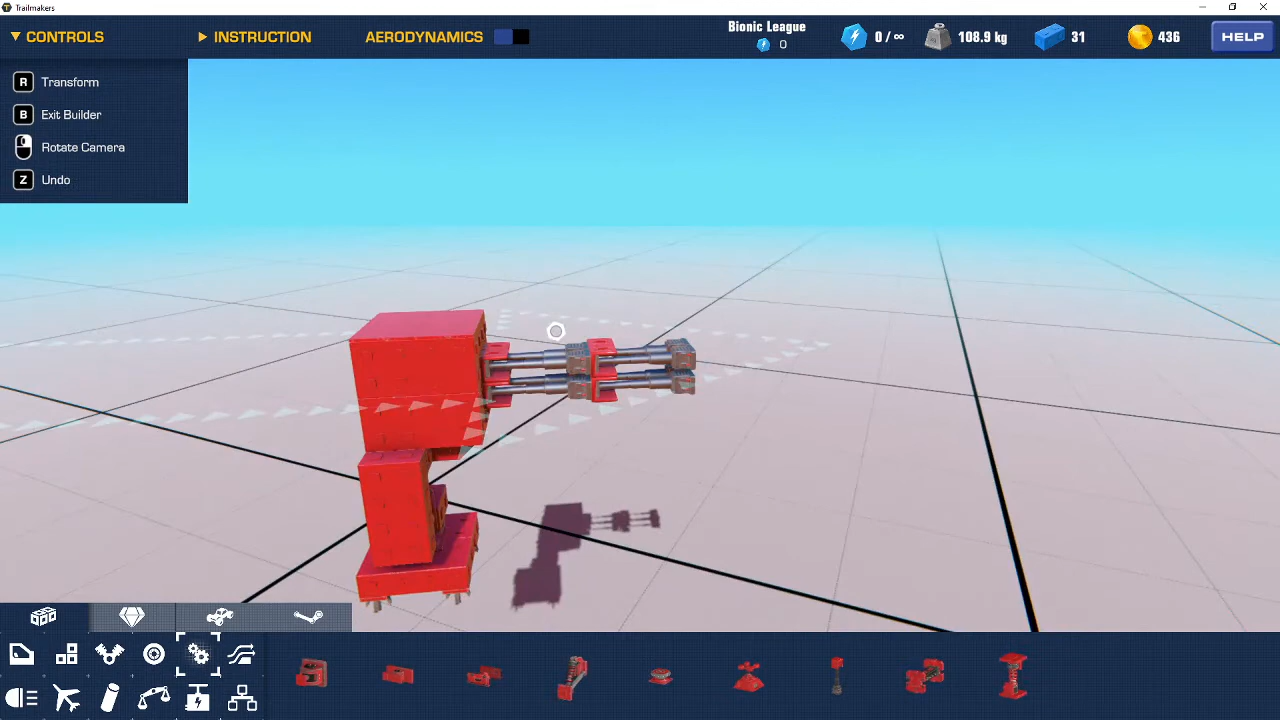 Trailmakers
CONTROLS
INSTRUCTION
AERODYNAMICS
Bionic League
0
0 / ∞
108.9 kg
31
436
HELP
R Transform
B Exit Builder
Rotate Camera
Z Undo